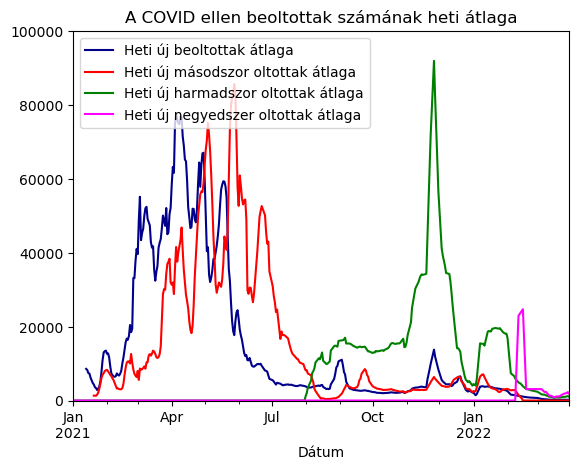 A COVID ellen beoltottak számának heti átlaga
100000
80000
60000
40000
20000
0
Heti új beoltottak átlaga
Heti új másodszor oltottak átlaga
Heti új harmadszor oltottak átlaga
Heti új negyedszer oltottak átlaga
Jan
2021
Apr
Jul
Oct
Jan
2022
Dátum